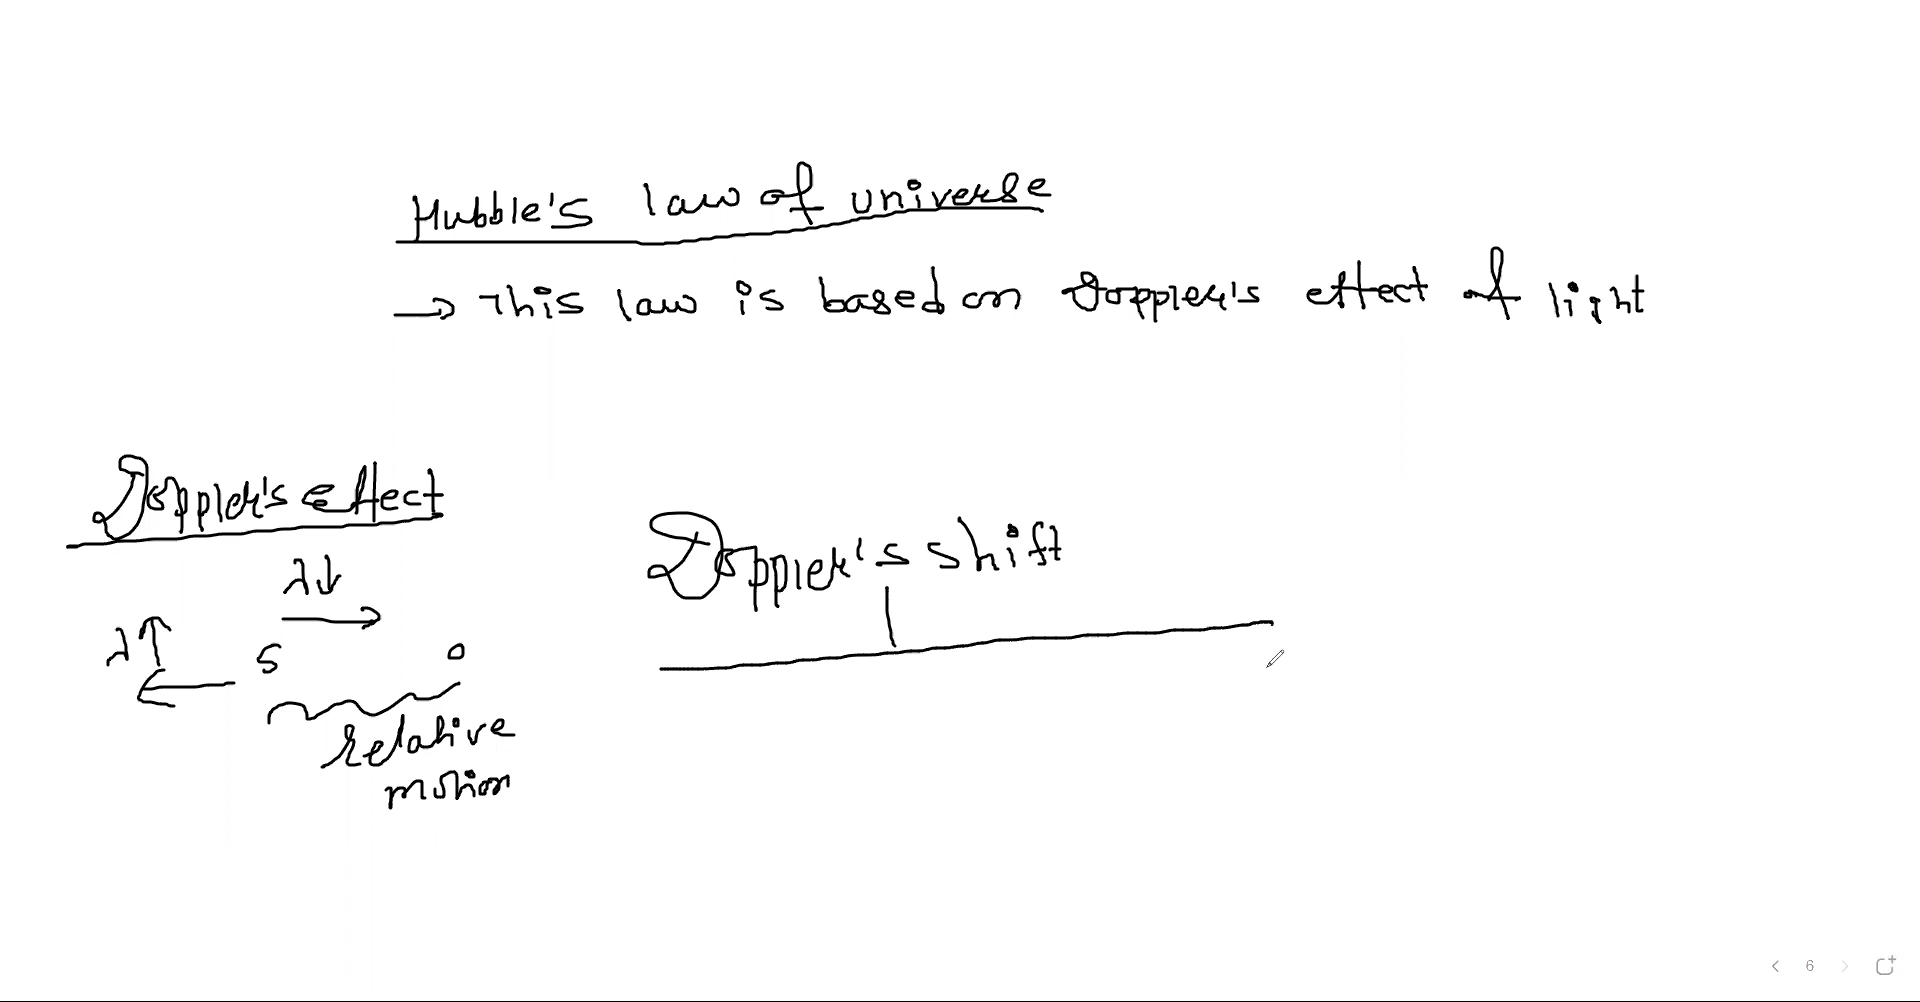 Hubble's law of universe
→ This law is based on Doppler's effect of light
Doppler's effect
λ↓
λ↑
S o
relative
motion
Doppler's shift
6